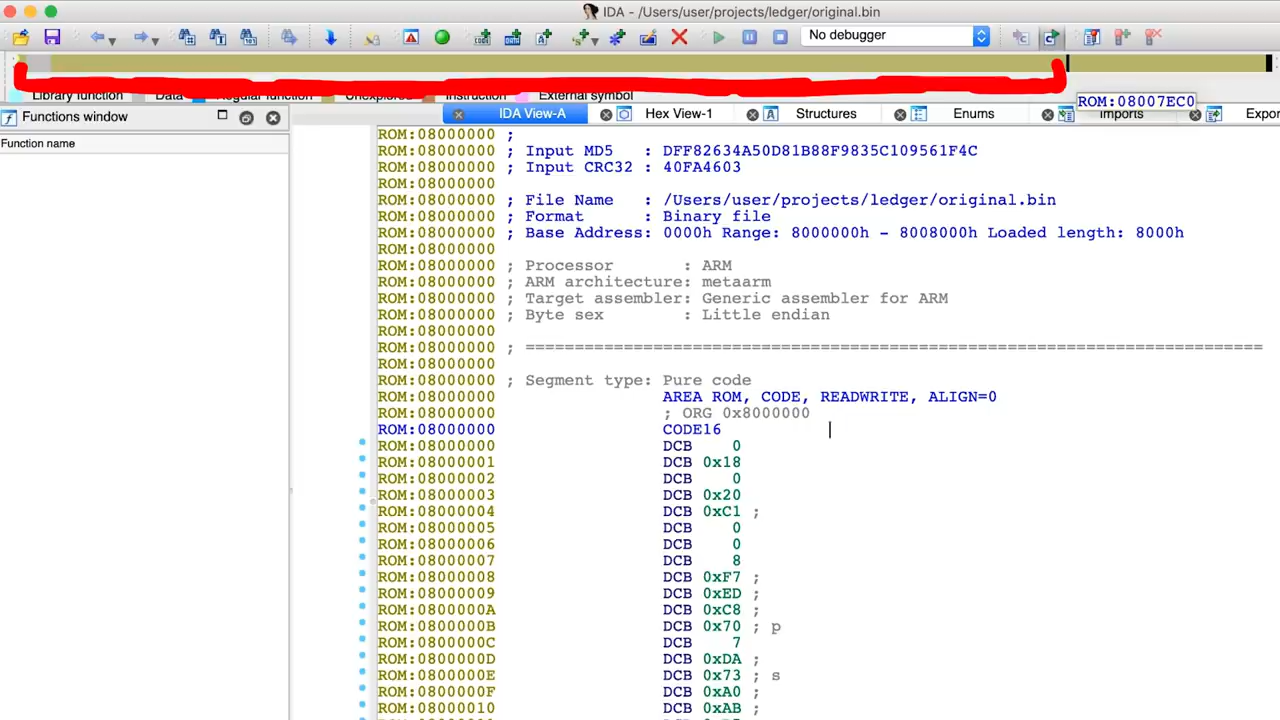 IDA - /Users/user/projects/ledger/original.bin
No debugger
Library function Data Regular function Unexplored Instruction External symbol
ROM:08007EC0
Functions window
IDA View-A Hex View-1 Structures Enums Imports Expor
Function name
ROM:08000000 ;
ROM:08000000 ; Input MD5   : DFF82634A50D81B88F9835C109561F4C
ROM:08000000 ; Input CRC32 : 40FA4603
ROM:08000000
ROM:08000000 ; File Name   : /Users/user/projects/ledger/original.bin
ROM:08000000 ; Format      : Binary file
ROM:08000000 ; Base Address: 0000h Range: 8000000h - 8008000h Loaded length: 8000h
ROM:08000000
ROM:08000000 ; Processor       : ARM
ROM:08000000 ; ARM architecture: metaarm
ROM:08000000 ; Target assembler: Generic assembler for ARM
ROM:08000000 ; Byte sex        : Little endian
ROM:08000000
ROM:08000000 ; ===========================================================================
ROM:08000000
ROM:08000000 ; Segment type: Pure code
ROM:08000000 AREA ROM, CODE, READWRITE, ALIGN=0
ROM:08000000 ; ORG 0x8000000
ROM:08000000 CODE16
ROM:08000000 DCB 0
ROM:08000001 DCB 0x18
ROM:08000002 DCB 0
ROM:08000003 DCB 0x20
ROM:08000004 DCB 0xC1 ;
ROM:08000005 DCB 0
ROM:08000006 DCB 0
ROM:08000007 DCB 8
ROM:08000008 DCB 0xF7 ;
ROM:08000009 DCB 0xED ;
ROM:0800000A DCB 0xC8 ;
ROM:0800000B DCB 0x70 ; p
ROM:0800000C DCB 7
ROM:0800000D DCB 0xDA ;
ROM:0800000E DCB 0x73 ; s
ROM:0800000F DCB 0xA0 ;
ROM:08000010 DCB 0xAB ;